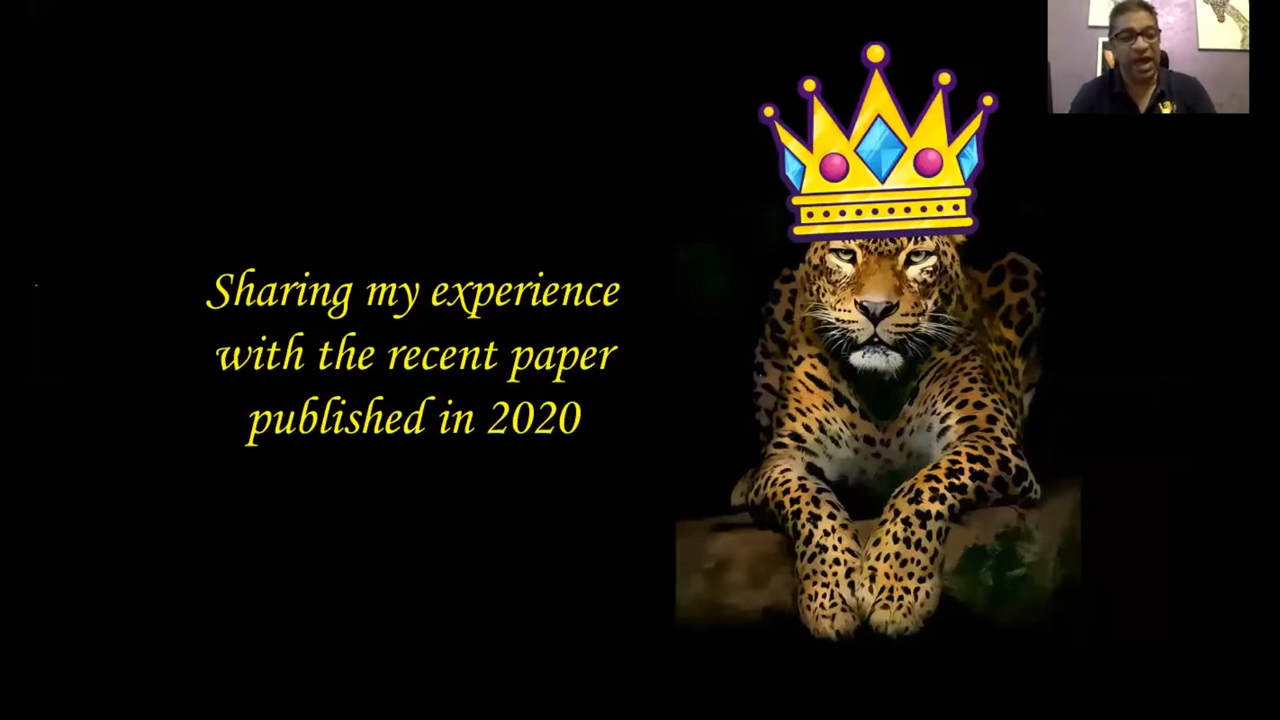 Sharing my experience
with the recent paper
published in 2020